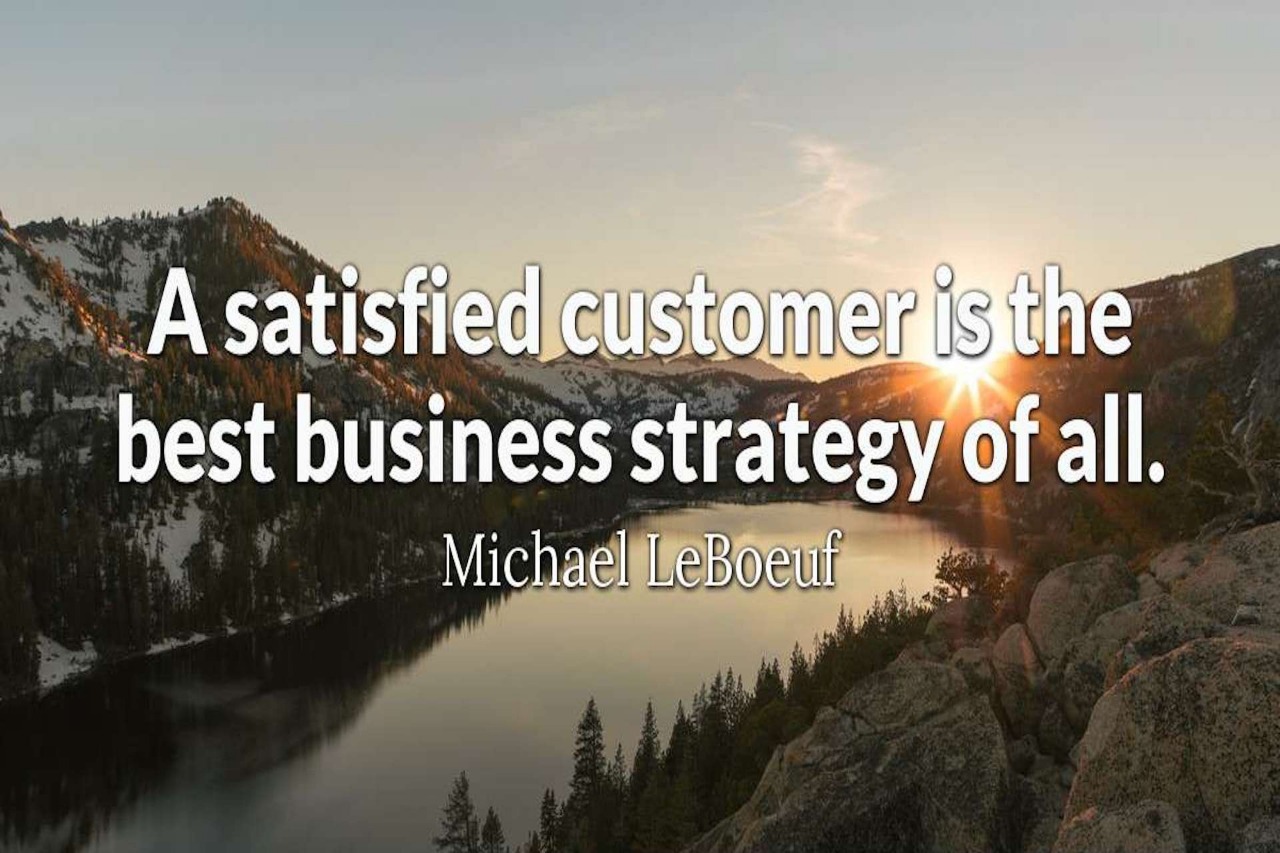 A satisfied customer is the
best business strategy of all.
Michael LeBoeuf